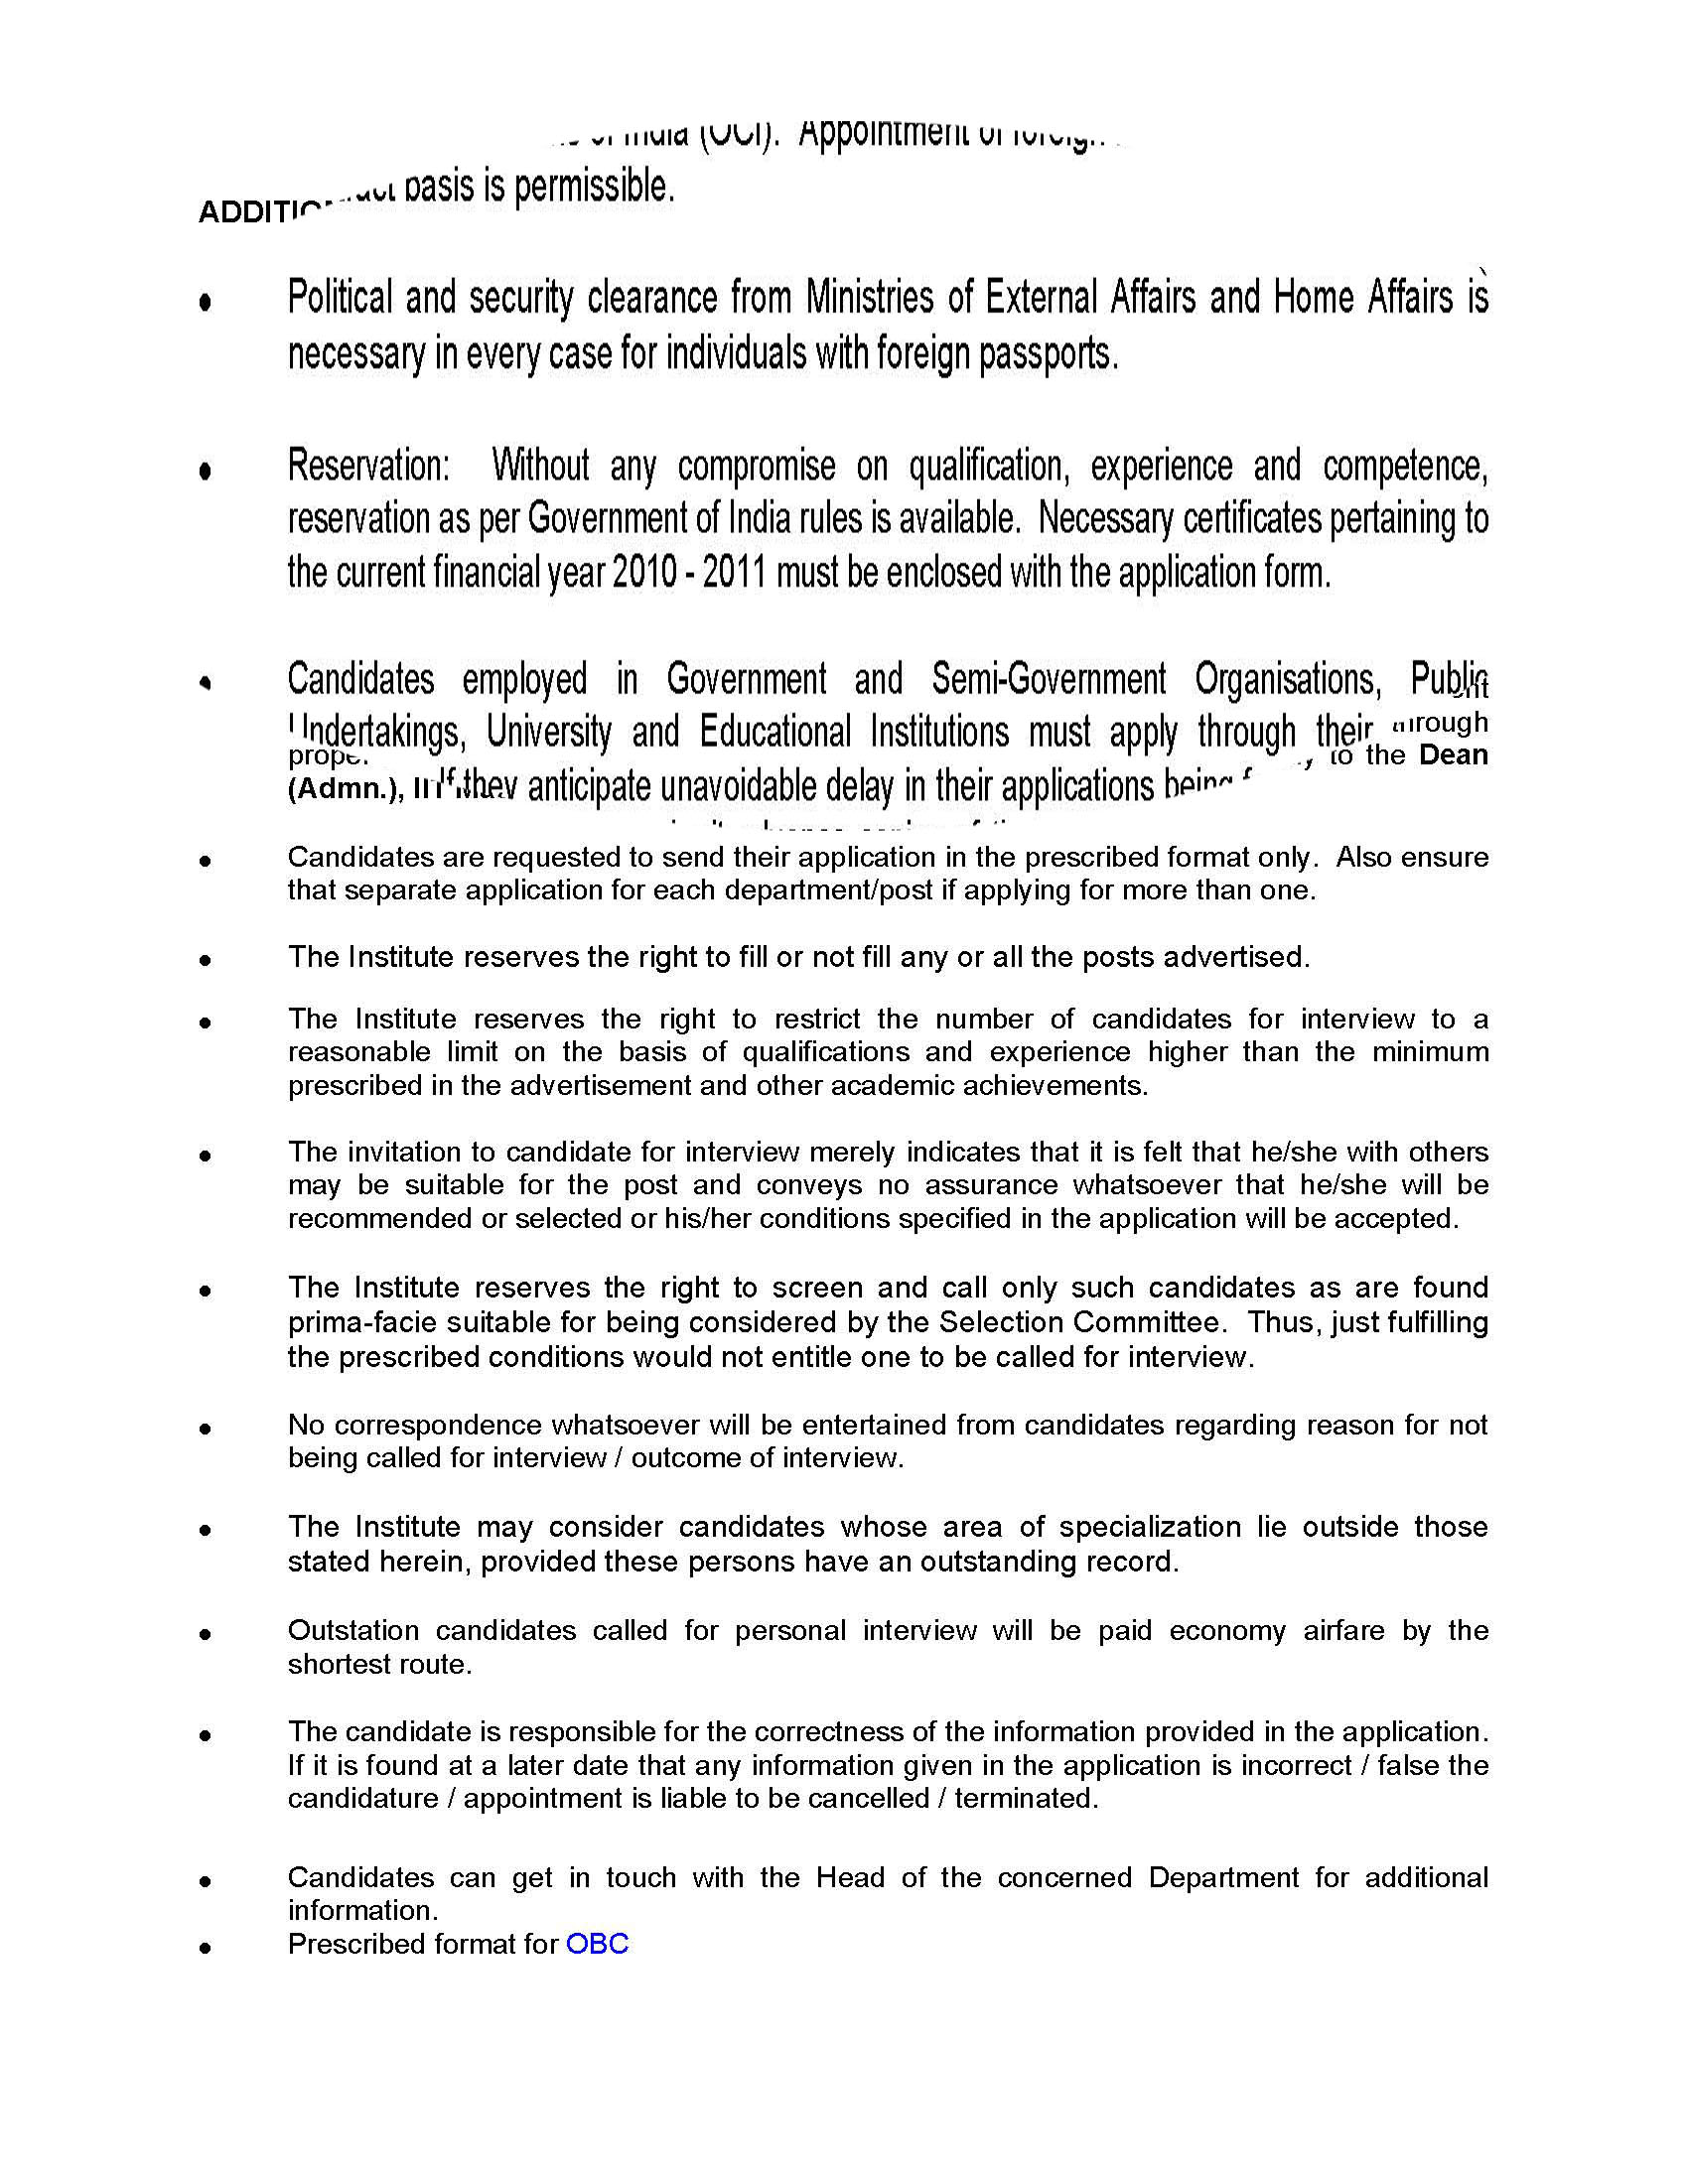 India (OCI).  Appointment of
basis is permissible.
• Political and security clearance from Ministries of External Affairs and Home Affairs is
necessary in every case for individuals with foreign passports.
• Reservation:  Without any compromise on qualification, experience and competence,
reservation as per Government of India rules is available.  Necessary certificates pertaining to
the current financial year 2010 - 2011 must be enclosed with the application form.
• Candidates employed in Government and Semi-Government Organisations, Public
Undertakings, University and Educational Institutions must apply through their through
to the Dean
(Admn.), If they anticipate unavoidable delay in their applications being
• Candidates are requested to send their application in the prescribed format only.  Also ensure
that separate application for each department/post if applying for more than one.
• The Institute reserves the right to fill or not fill any or all the posts advertised.
• The Institute reserves the right to restrict the number of candidates for interview to a
reasonable limit on the basis of qualifications and experience higher than the minimum
prescribed in the advertisement and other academic achievements.
• The invitation to candidate for interview merely indicates that it is felt that he/she with others
may be suitable for the post and conveys no assurance whatsoever that he/she will be
recommended or selected or his/her conditions specified in the application will be accepted.
• The Institute reserves the right to screen and call only such candidates as are found
prima-facie suitable for being considered by the Selection Committee.  Thus, just fulfilling
the prescribed conditions would not entitle one to be called for interview.
• No correspondence whatsoever will be entertained from candidates regarding reason for not
being called for interview / outcome of interview.
• The Institute may consider candidates whose area of specialization lie outside those
stated herein, provided these persons have an outstanding record.
• Outstation candidates called for personal interview will be paid economy airfare by the
shortest route.
• The candidate is responsible for the correctness of the information provided in the application.
If it is found at a later date that any information given in the application is incorrect / false the
candidature / appointment is liable to be cancelled / terminated.
• Candidates can get in touch with the Head of the concerned Department for additional
information.
• Prescribed format for OBC